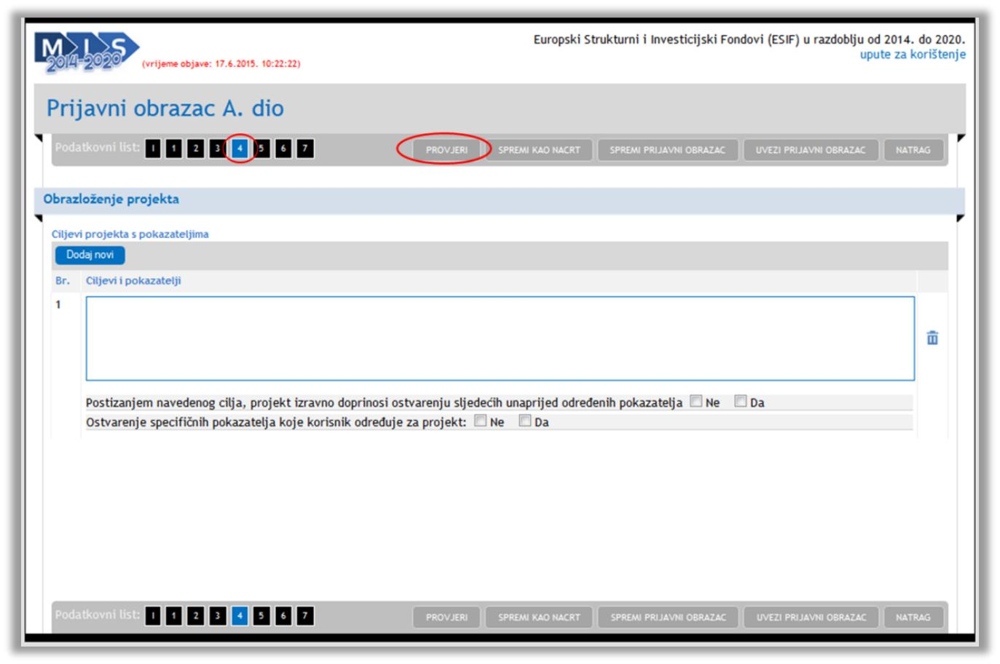 MIS
2014-2020
(vrijeme objave: 17.6.2015. 10:22:22)
Europski Strukturni i Investicijski Fondovi (ESIF) u razdoblju od 2014. do 2020.
upute za korištenje
Prijavni obrazac A. dio
Podatkovni list: I 1 2 3 4 5 6 7 PROVJERI SPREMI KAO NACRT SPREMI PRIJAVNI OBRAZAC UVEZI PRIJAVNI OBRAZAC NATRAG
Obrazloženje projekta
Ciljevi projekta s pokazateljima
Dodaj novi
Br. Ciljevi i pokazatelji
1
Postizanjem navedenog cilja, projekt izravno doprinosi ostvarenju sljedećih unaprijed određenih pokazatelja Ne Da
Ostvarenje specifičnih pokazatelja koje korisnik određuje za projekt: Ne Da
Podatkovni list: I 1 2 3 4 5 6 7 PROVJERI SPREMI KAO NACRT SPREMI PRIJAVNI OBRAZAC UVEZI PRIJAVNI OBRAZAC NATRAG